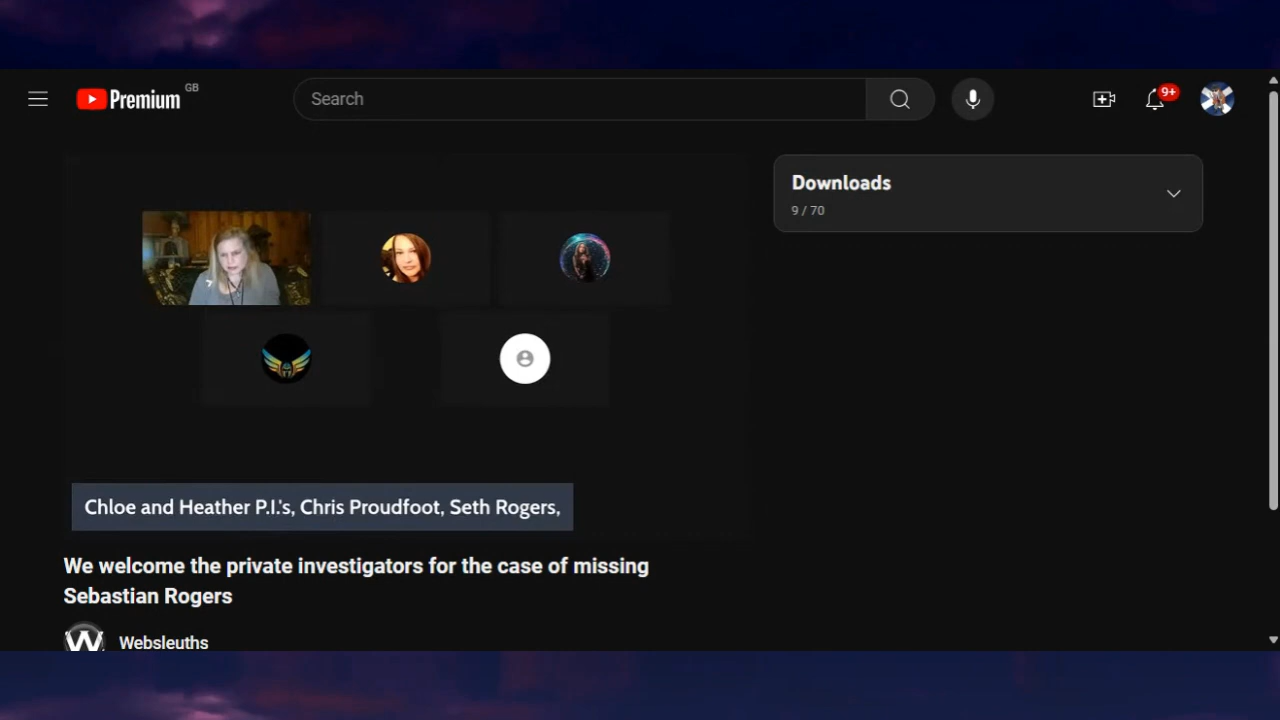 Premium GB
Search
9+
Downloads
9 / 70
17
Chloe and Heather P.I.'s, Chris Proudfoot, Seth Rogers,
We welcome the private investigators for the case of missing
Sebastian Rogers
W
Websleuths